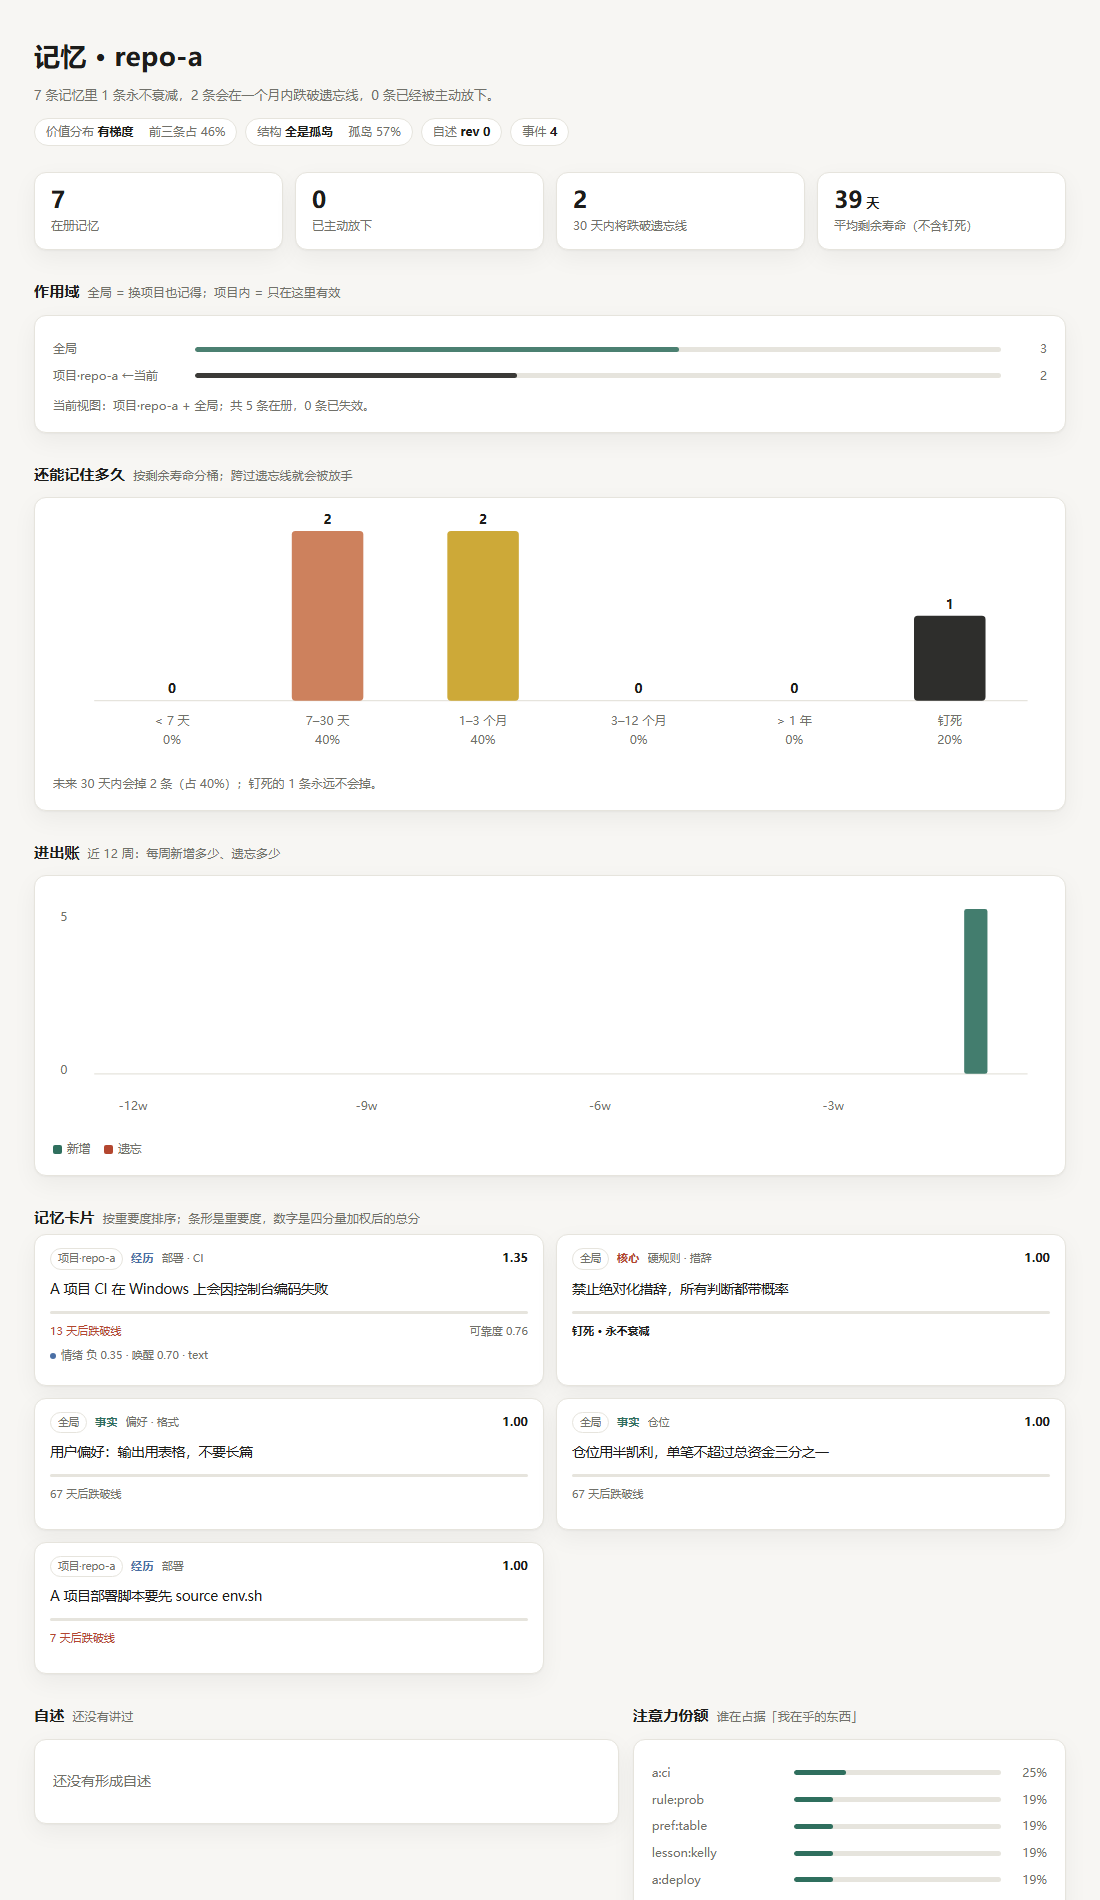 记忆 • repo-a
7 条记忆里 1 条永不衰减，2 条会在一个月内跌破遗忘线，0 条已经被主动放下。
价值分布 有梯度 前三条占 46% 结构 全是孤岛 孤岛 57% 自述 rev 0 事件 4
7 0 2 39 天
在册记忆 已主动放下 30 天内将跌破遗忘线 平均剩余寿命（不含钉死）
作用域 全局 = 换项目也记得；项目内 = 只在这里有效
全局 3
项目·repo-a ←当前 2
当前视图：项目·repo-a + 全局；共 5 条在册，0 条已失效。
还能记住多久 按剩余寿命分桶；跨过遗忘线就会被放手
0 2 2 0 0 1
< 7 天 7–30 天 1–3 个月 3–12 个月 > 1 年 钉死
0% 40% 40% 0% 0% 20%
未来 30 天内会掉 2 条（占 40%）；钉死的 1 条永远不会掉。
进出账 近 12 周：每周新增多少、遗忘多少
5
0
-12w -9w -6w -3w
新增 遗忘
记忆卡片 按重要度排序；条形是重要度，数字是四分量加权后的总分
项目·repo-a 经历 部署 · CI 1.35
A 项目 CI 在 Windows 上会因控制台编码失败
13 天后跌破线 可靠度 0.76
情绪 负 0.35 · 唤醒 0.70 · text
全局 核心 硬规则 · 措辞 1.00
禁止绝对化措辞，所有判断都带概率
钉死 • 永不衰减
全局 事实 偏好 · 格式 1.00
用户偏好：输出用表格，不要长篇
67 天后跌破线
全局 事实 仓位 1.00
仓位用半凯利，单笔不超过总资金三分之一
67 天后跌破线
项目·repo-a 经历 部署 1.00
A 项目部署脚本要先 source env.sh
7 天后跌破线
自述 还没有讲过
还没有形成自述
注意力份额 谁在占据「我在乎的东西」
a:ci 25%
rule:prob 19%
pref:table 19%
lesson:kelly 19%
a:deploy 19%